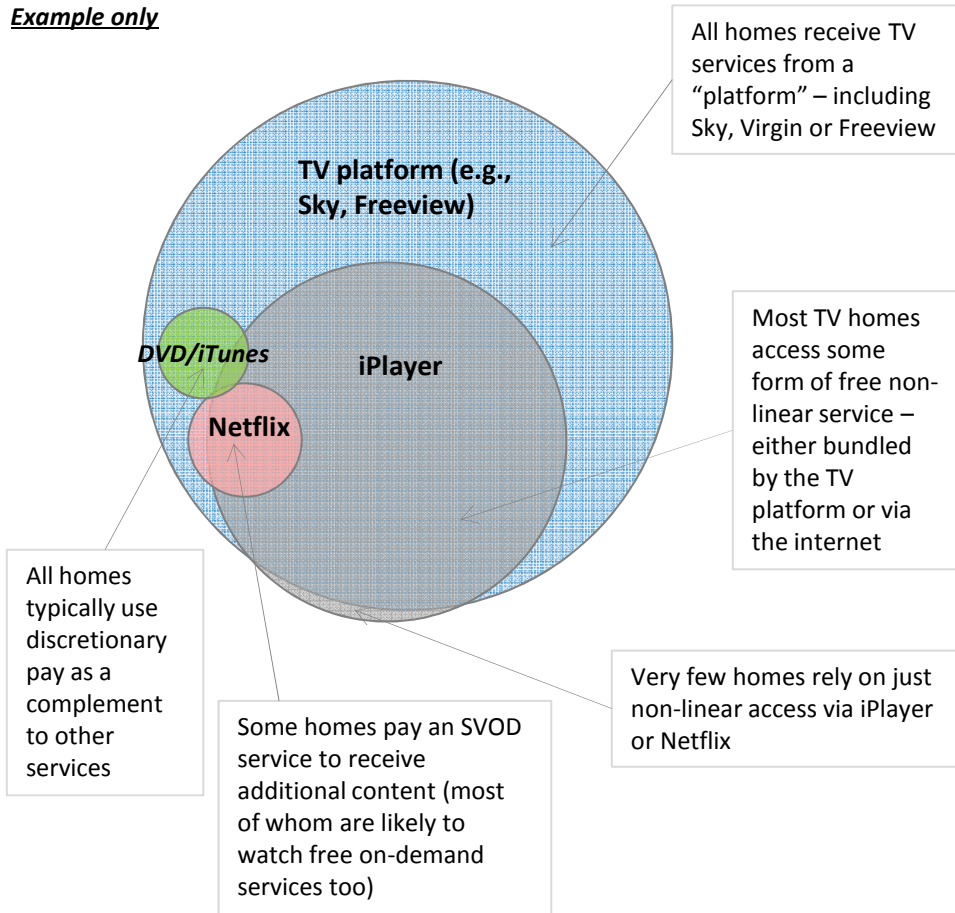 Example only
All homes receive TV
services from a
“platform” – including
Sky, Virgin or Freeview
TV platform (e.g.,
Sky, Freeview)
DVD/iTunes
iPlayer
Netflix
Most TV homes
access some
form of free non-
linear service –
either bundled
by the TV
platform or via
the internet
All homes
typically use
discretionary
pay as a
complement
to other
services
Some homes pay an SVOD
service to receive
additional content (most
of whom are likely to
watch free on-demand
services too)
Very few homes rely on just
non-linear access via iPlayer
or Netflix